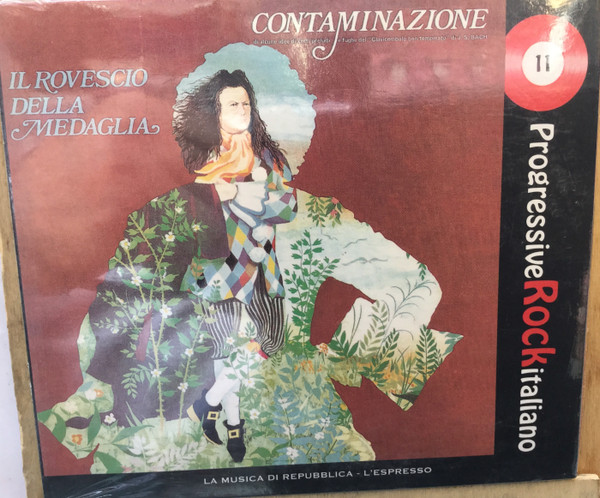 CONTAMINAZIONE
IL ROVESCIO
DELLA
MEDAGLIA
11
ProgressiveRockitaliano
LA MUSICA DI REPUBBLICA - L'ESPRESSO